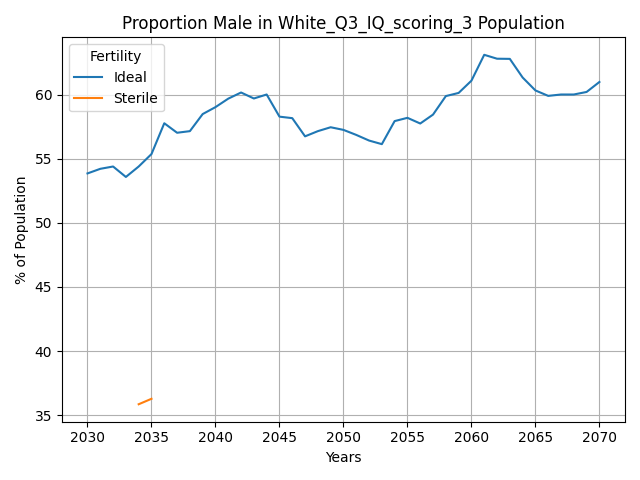 Proportion Male in White_Q3_IQ_scoring_3 Population
Fertility
Ideal
Sterile
% of Population
60
55
50
45
40
35
2030 2035 2040 2045 2050 2055 2060 2065 2070
Years